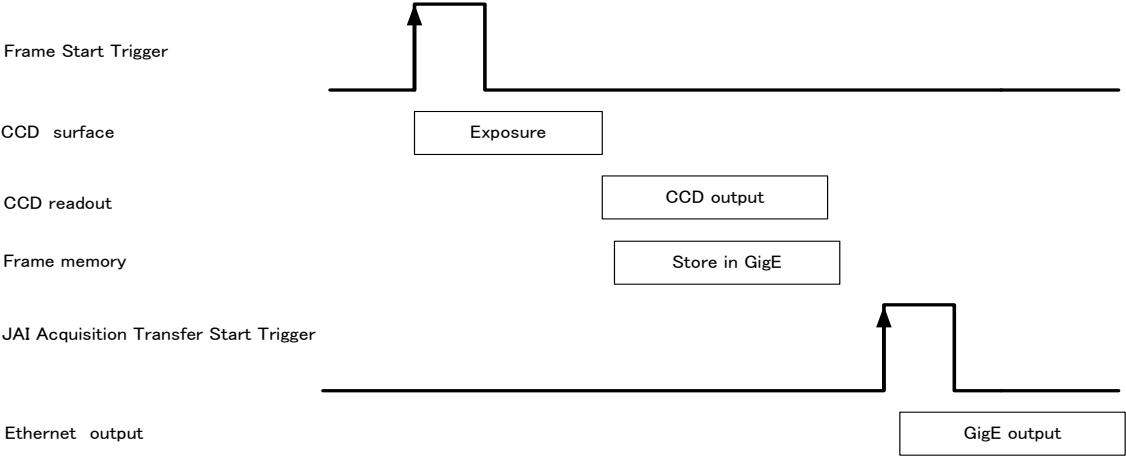 Frame Start Trigger
CCD surface
Exposure
CCD readout
CCD output
Frame memory
Store in GigE
JAI Acquisition Transfer Start Trigger
Ethernet output
GigE output